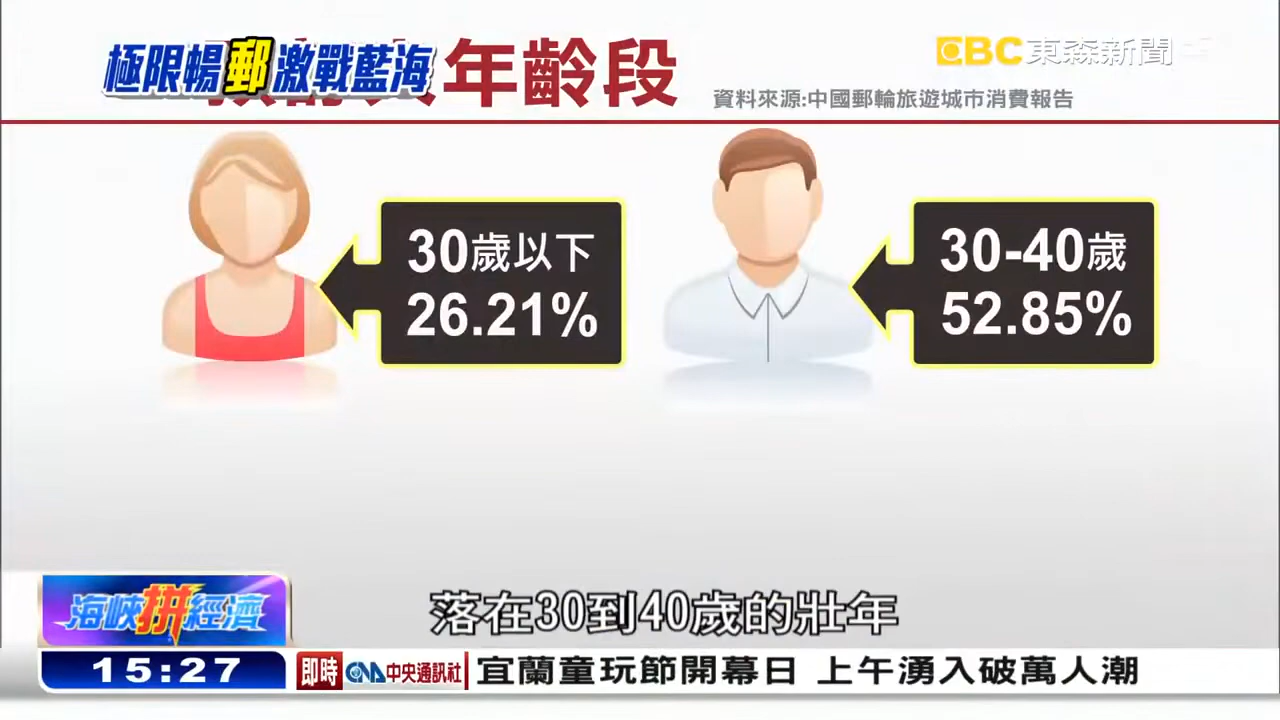 極限暢郵激戰藍海
年齡段
EBC東森新聞
資料來源:中國郵輪旅遊城市消費報告
30歲以下
26.21%
30-40歲
52.85%
落在30到40歲的壯年
海峽拼經濟
15:27
即時 CNA中央通訊社 宜蘭童玩節開幕日 上午湧入破萬人潮